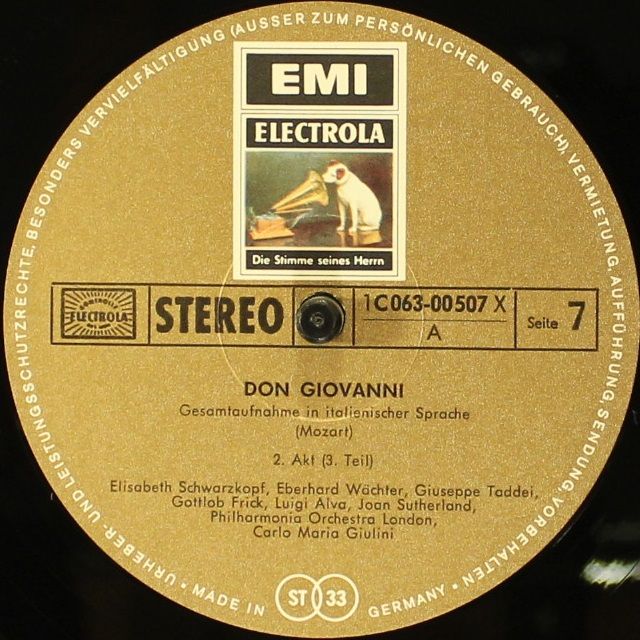 URHEBER- UND LEISTUNGSSCHUTZRECHTE, BESONDERS VERVIELFÄLTIGUNG (AUSSER ZUM PERSÖNLICHEN GEBRAUCH), VERMIETUNG, AUFFÜHRUNG, SENDUNG VORBEHALTEN •
EMI
ELECTROLA
Die Stimme seines Herrn
ELECTROLA
STEREO
1C063-00507 X
A
Seite 7
DON GIOVANNI
Gesamtaufnahme in italienischer Sprache
(Mozart)
2. Akt (3. Teil)
Elisabeth Schwarzkopf, Eberhard Wächter, Giuseppe Taddei,
Gottlob Frick, Luigi Alva, Joan Sutherland,
Philharmonia Orchestra London,
Carlo Maria Giulini
• MADE IN GERMANY •
ST 33